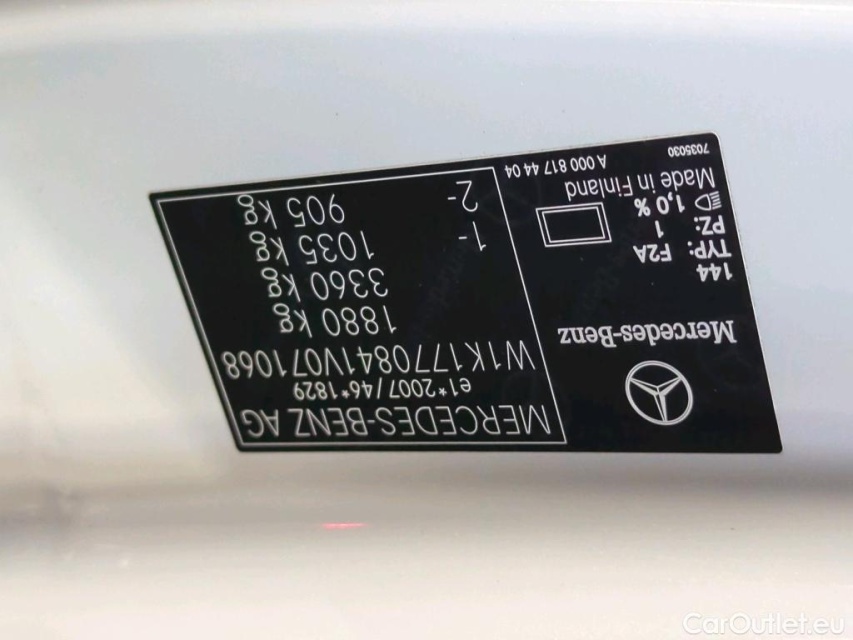 MERCEDES-BENZ AG
e1*2007/46*1829
W1K1770841V071068
1880 kg
3360 kg
1- 1035 kg
2- 905 kg
Mercedes-Benz
144
TYP: F2A
PZ: 1
1,0 %
Made in Finland
A 000 817 44 04
7035030
CarOutlet.eu